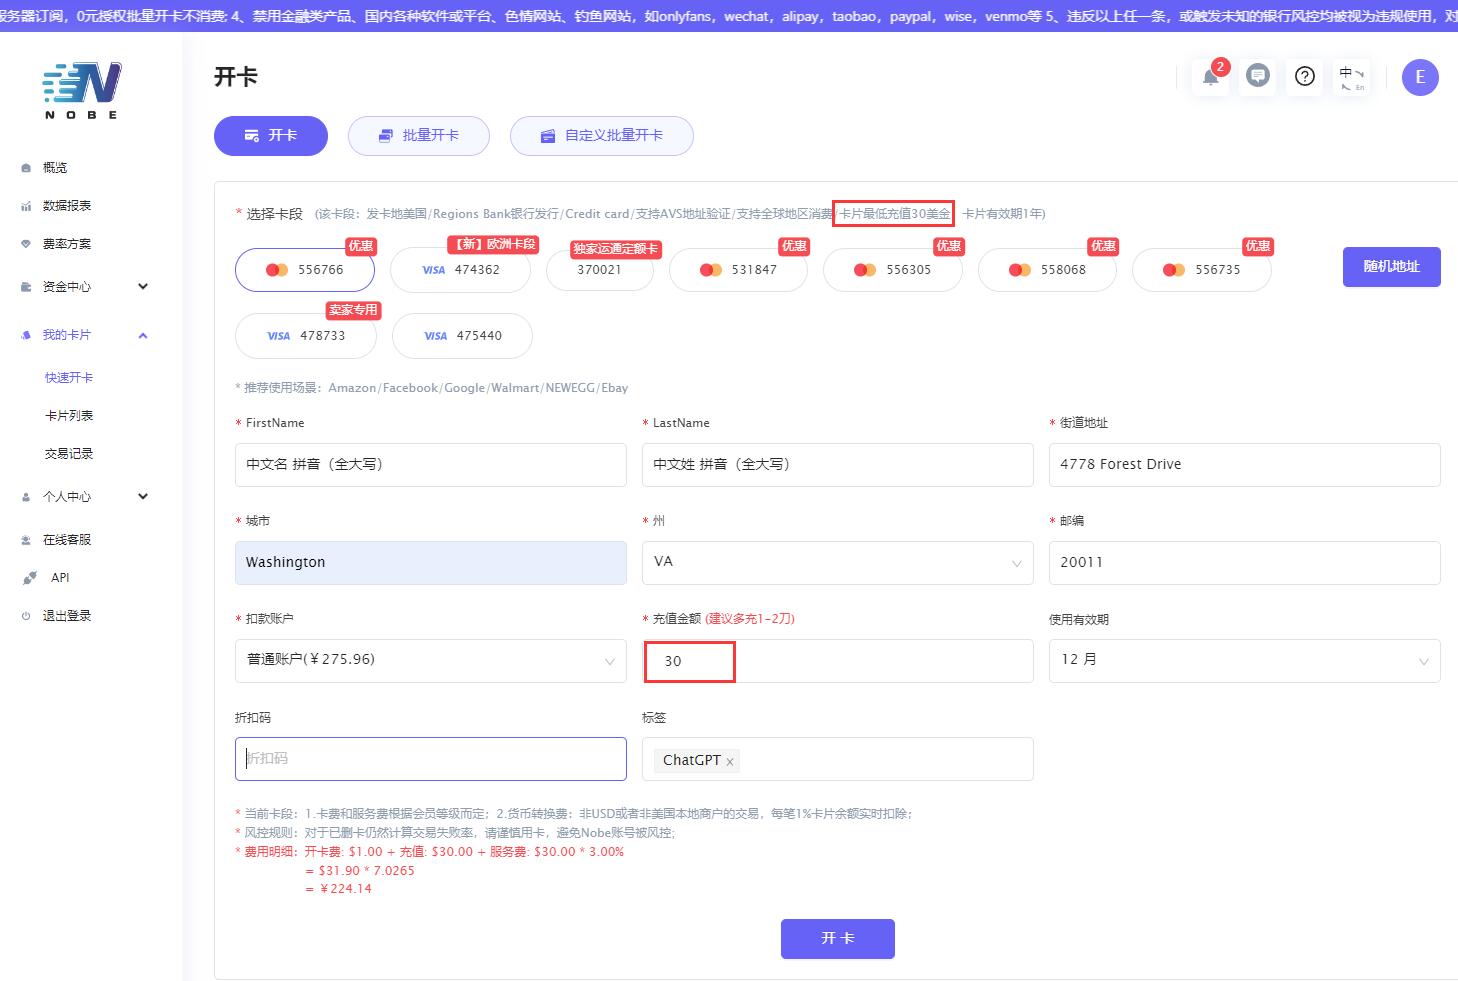 服务器订阅，0元授权批量开卡不消费; 4、禁用金融类产品、国内各种软件或平台、色情网站、钓鱼网站，如onlyfans，wechat，alipay，taobao，paypal，wise，venmo等 5、违反以上任一条，或触发未知的银行风控均被视为违规使用，对
NOBE
开卡
2
中
En
E
开卡
批量开卡
自定义批量开卡
概览
数据报表
费率方案
资金中心
我的卡片
快速开卡
卡片列表
交易记录
个人中心
在线客服
API
退出登录
* 选择卡段 (该卡段：发卡地美国/Regions Bank银行发行/Credit card/支持AVS地址验证/支持全球地区消费/卡片最低充值30美金 卡片有效期1年)
优惠
556766
【新】欧洲卡段
VISA 474362
独家运通定额卡
370021
优惠
531847
优惠
556305
优惠
558068
优惠
556735
随机地址
卖家专用
VISA 478733
VISA 475440
* 推荐使用场景：Amazon/Facebook/Google/Walmart/NEWEGG/Ebay
* FirstName
* LastName
* 街道地址
中文名 拼音（全大写）
中文姓 拼音（全大写）
4778 Forest Drive
* 城市
* 州
* 邮编
Washington
VA
20011
* 扣款账户
* 充值金额 (建议多充1-2刀)
使用有效期
普通账户(￥275.96)
30
12 月
折扣码
标签
折扣码
ChatGPT x
* 当前卡段：1.卡费和服务费根据会员等级而定；2.货币转换费：非USD或者非美国本地商户的交易，每笔1%卡片余额实时扣除；
* 风控规则：对于已删卡仍然计算交易失败率，请谨慎用卡，避免Nobe账号被风控;
* 费用明细：开卡费: $1.00 + 充值: $30.00 + 服务费: $30.00 * 3.00%
= $31.90 * 7.0265
= ￥224.14
开 卡